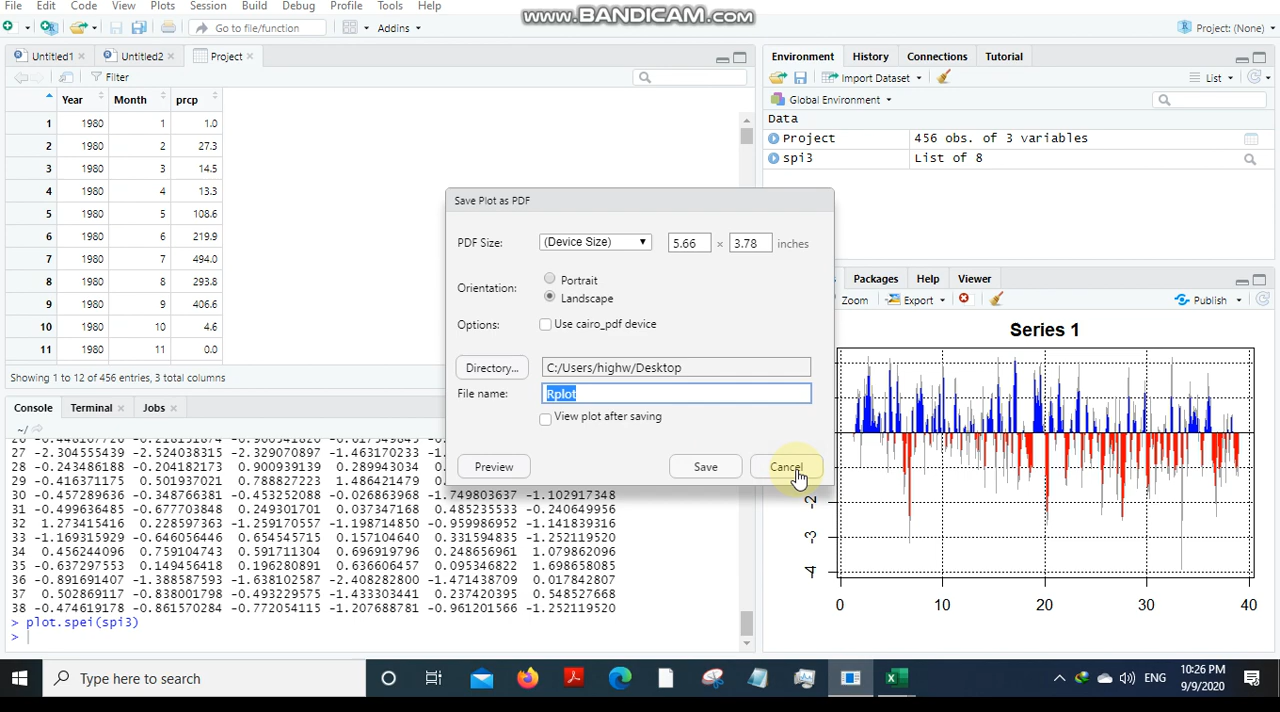 www.BANDICAM.com
File Edit Code View Plots Session Build Debug Profile Tools Help
Go to file/function Addins Project: (None)
Untitled1 Untitled2 Project
Filter
Year Month prcp
1 1980 1 1.0
2 1980 2 27.3
3 1980 3 14.5
4 1980 4 13.3
5 1980 5 108.6
6 1980 6 219.9
7 1980 7 494.0
8 1980 8 293.8
9 1980 9 406.6
10 1980 10 4.6
11 1980 11 0.0
Showing 1 to 12 of 456 entries, 3 total columns
Console Terminal Jobs
~/
27 -2.304555439 -2.524038315 -2.323070897 -1.463170233
28 -0.243486188 -0.204182173 0.900939139 0.289943034
29 -0.416371175 0.501937021 0.788827223 1.486421479
30 -0.457289936 -0.348766381 -0.453252088 -0.026863968 -1.749803637 -1.102917348
31 -0.49966458 -0.677703848 0.249301701 0.037347168 0.485235533 -0.240649956
32 1.273415416 0.228597363 -1.259170557 -1.198714850 -0.959986932 -1.141839316
33 -1.169315929 -0.646056446 0.654545715 0.157104640 0.331594835 -1.252119520
34 0.456244096 0.759104743 0.591711304 0.696919796 0.248656961 1.079862096
35 -0.637297553 0.149456418 0.196280891 0.095346822 1.698658085
36 -0.891691407 -1.388587593 -1.638102587 -2.408282800 -1.471438709 0.017842807
37 0.502869117 -0.838001798 -0.493229575 -1.433303441 0.237420395 0.548527668
38 -0.474619178 -0.861570284 -0.772054115 -1.207688781 -0.961201566 -1.252119520
> plot.spei(spi3)
>
Save Plot as PDF
PDF Size: (Device Size) 5.66 × 3.78 inches
Orientation: Portrait
Landscape
Options: Use cairo_pdf device
Directory... C:/Users/highw/Desktop
File name: Rplot
View plot after saving
Preview Save Cancel
Environment History Connections Tutorial
Import Dataset List
Global Environment
Data
Project 456 obs. of 3 variables
spi3 List of 8
Packages Help Viewer
Zoom Export Publish
Series 1
-2
-3
-4
0 10 20 30 40
Type here to search
ENG
10:26 PM
9/9/2020